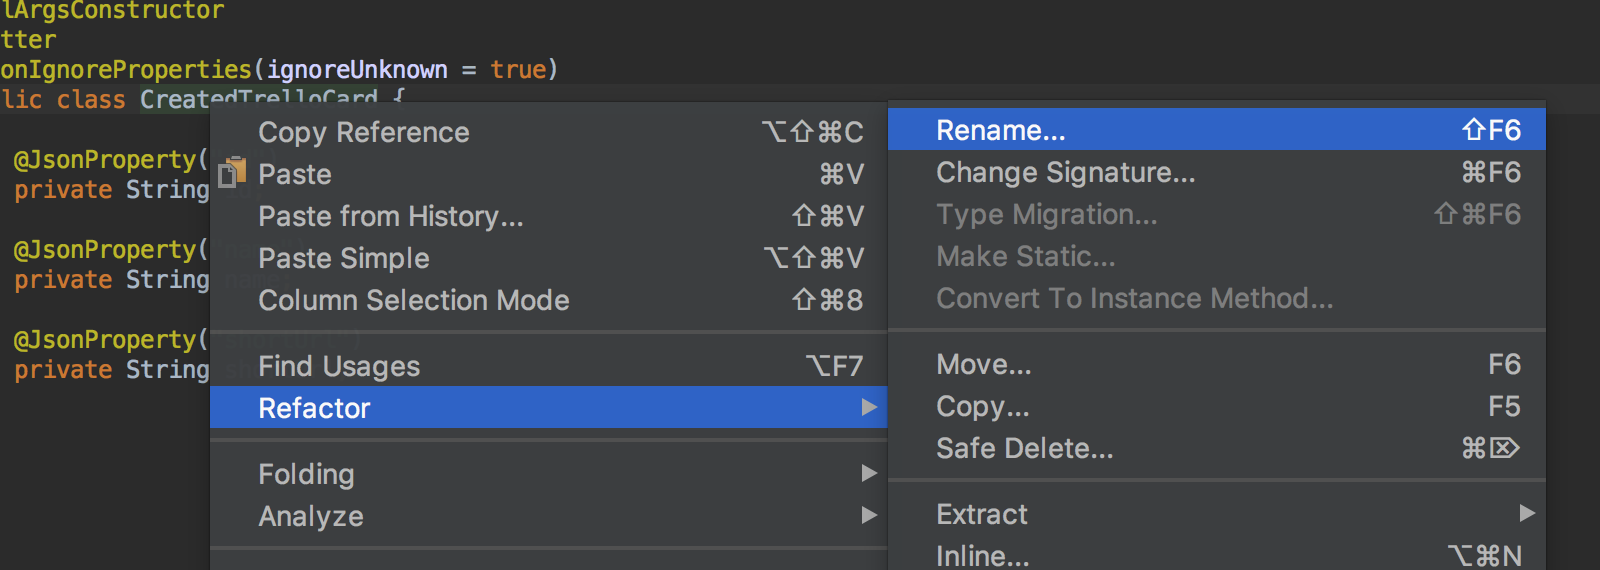 lArgsConstructor
tter
onIgnoreProperties(ignoreUnknown = true)
lic class CreatedTrelloCard {
@JsonProperty(
private String
@JsonProperty(
private String
@JsonProperty(
private String
Copy Reference ⌥⇧⌘C
Paste ⌘V
Paste from History... ⇧⌘V
Paste Simple ⌥⇧⌘V
Column Selection Mode ⇧⌘8
Find Usages ⌥F7
Refactor
Folding
Analyze
Rename... ⇧F6
Change Signature... ⌘F6
Type Migration... ⇧⌘F6
Make Static...
Convert To Instance Method...
Move... F6
Copy... F5
Safe Delete... ⌘⌦
Extract
Inline... ⌥⌘N